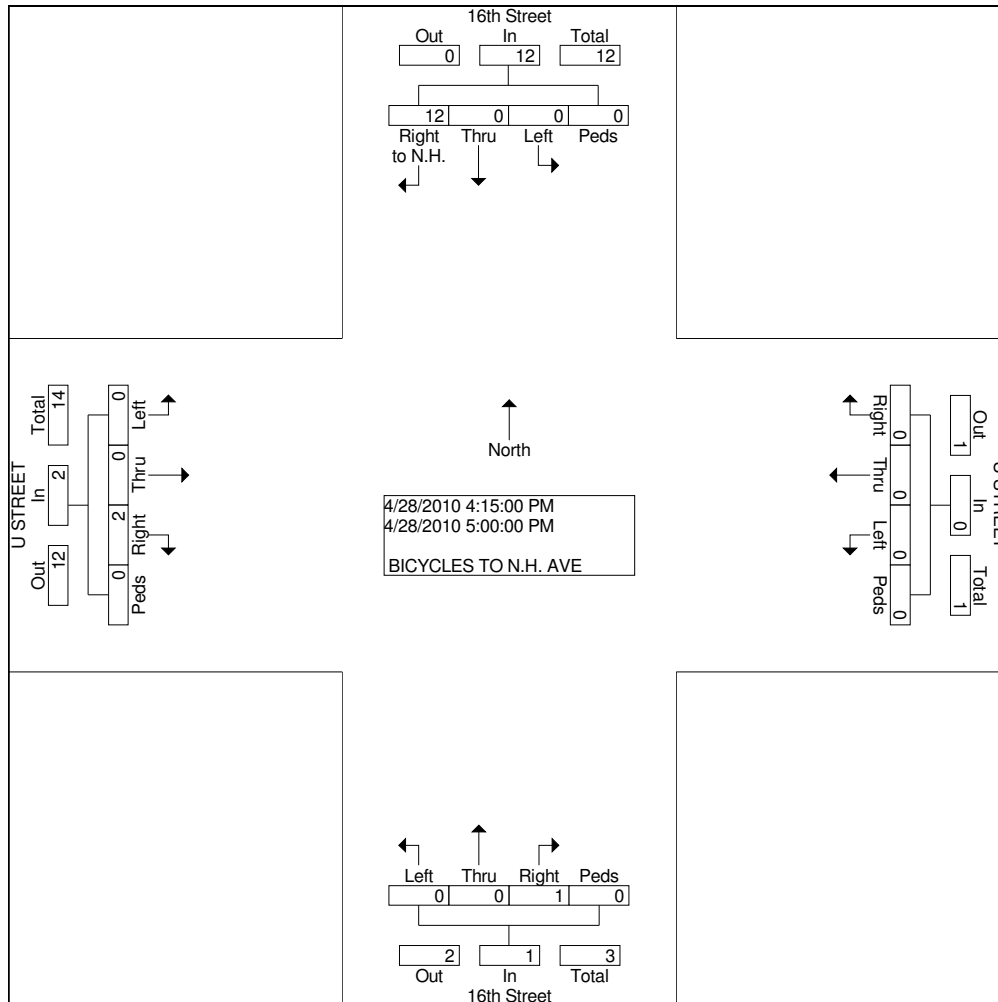 16th Street
Out In Total
0 12 12
12 0 0 0
Right to N.H. Thru Left Peds
U STREET
Total In Out
14 2 12
0 0 2 0
Left Thru Right Peds
North
4/28/2010 4:15:00 PM
4/28/2010 5:00:00 PM
BICYCLES TO N.H. AVE
Right Thru Left Peds
0 0 0 0
Out In Total
1 0 1
STREET
Left Thru Right Peds
0 0 1 0
2 1 3
Out In Total
16th Street